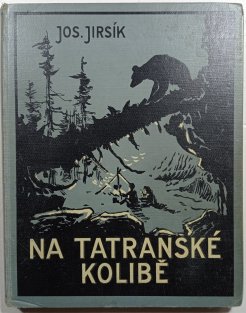 JOS. JIRSÍK
NA TATRANSKÉ
KOLIBĚ